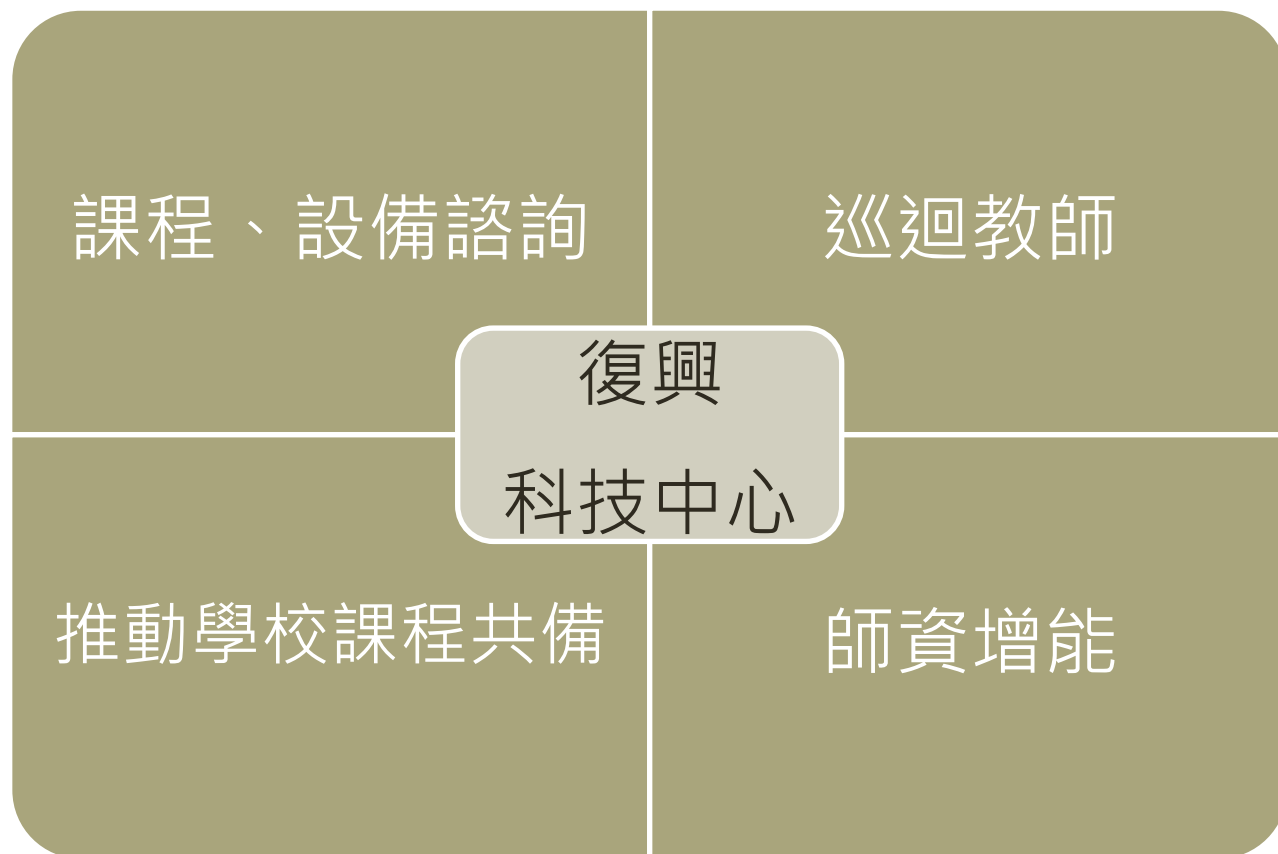 課程、設備諮詢
巡迴教師
復興
科技中心
推動學校課程共備
師資增能